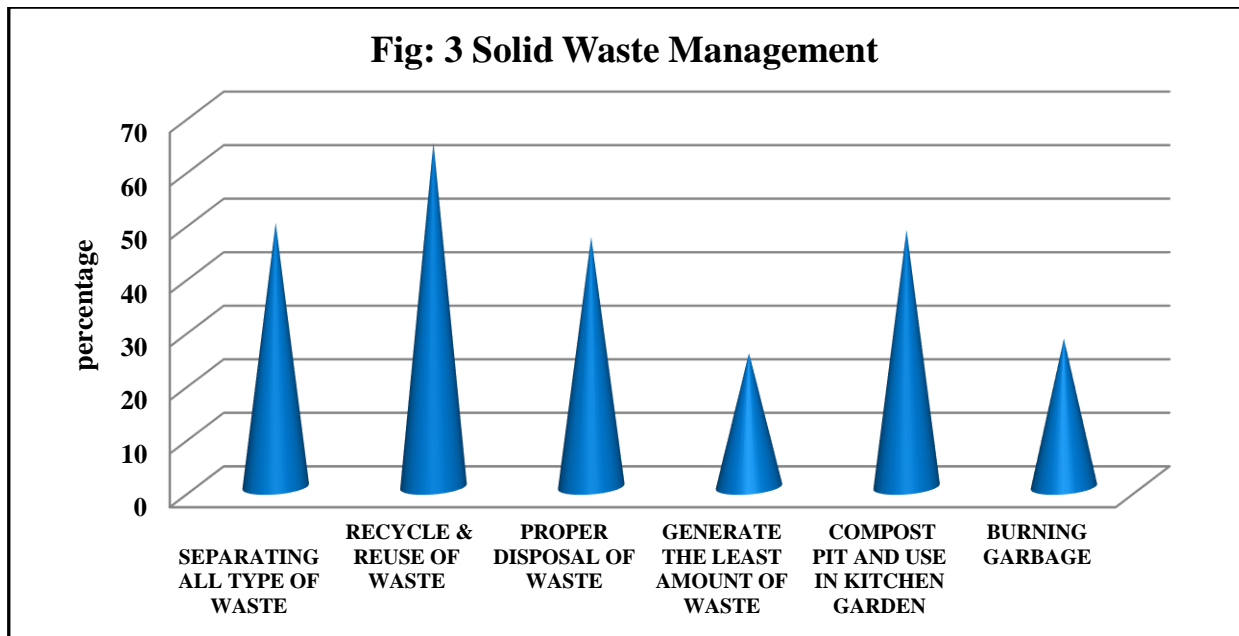 Fig: 3 Solid Waste Management
percentage
70
60
50
40
30
20
10
0
SEPARATING
ALL TYPE OF
WASTE
RECYCLE &
REUSE OF
WASTE
PROPER
DISPOSAL OF
WASTE
GENERATE
THE LEAST
AMOUNT OF
WASTE
COMPOST
PIT AND USE
IN KITCHEN
GARDEN
BURNING
GARBAGE